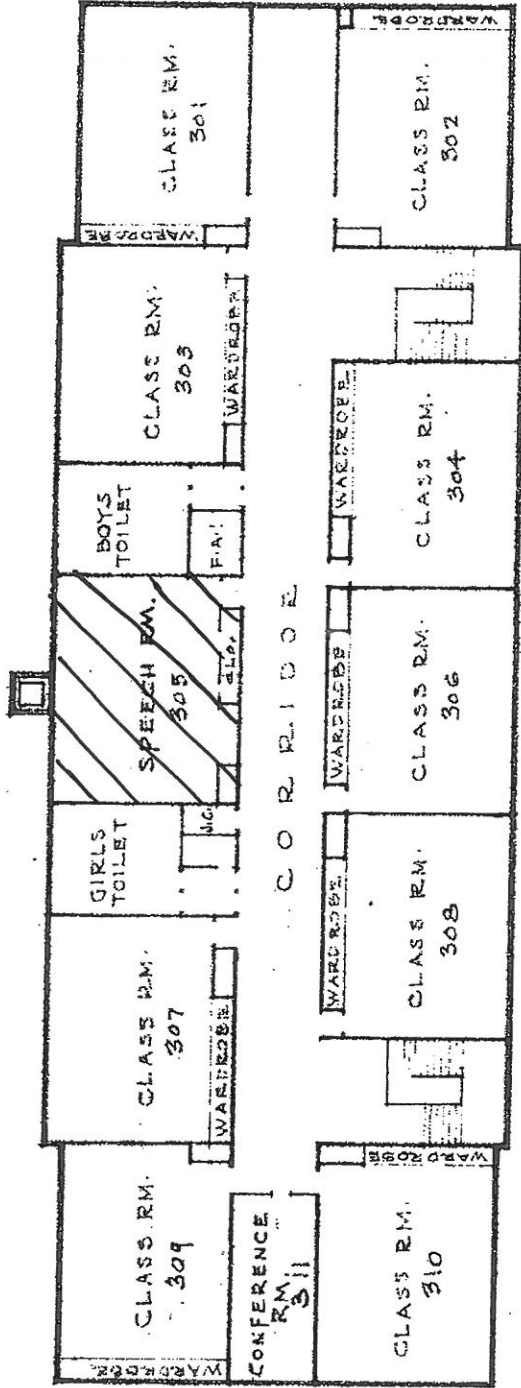 CLASS RM.
309
WARDROBE
CLASS RM.
307
WARDROBE
GIRLS
TOILET
J.C.
SPEECH RM.
305
BOYS
TOILET
CLASS RM.
303
WARDROBE
WARDROBE
CLASS RM.
301
CONFERENCE
RM
311
CORRIDOR
CLASS RM.
310
WARDROBE
WARDROBE
CLASS RM.
308
WARDROBE
CLASS RM.
306
WARDROBE
CLASS RM.
304
CLASS RM.
302
WARDROBE